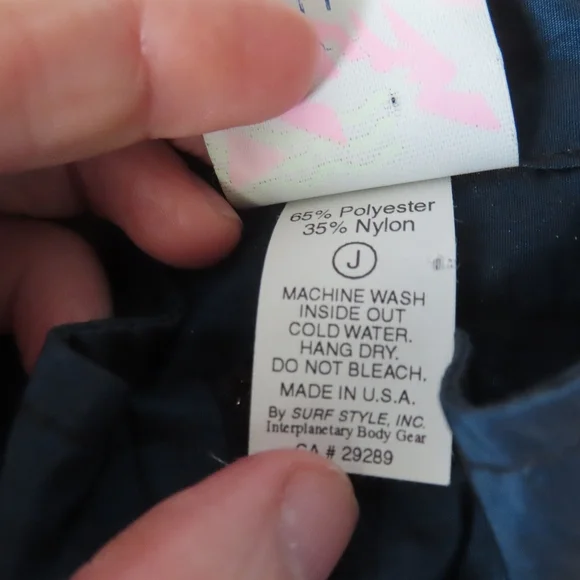 65% Polyester
35% Nylon
J
MACHINE WASH
INSIDE OUT
COLD WATER.
HANG DRY.
DO NOT BLEACH.
MADE IN U.S.A.
By SURF STYLE, INC.
Interplanetary Body Gear
CA # 29289